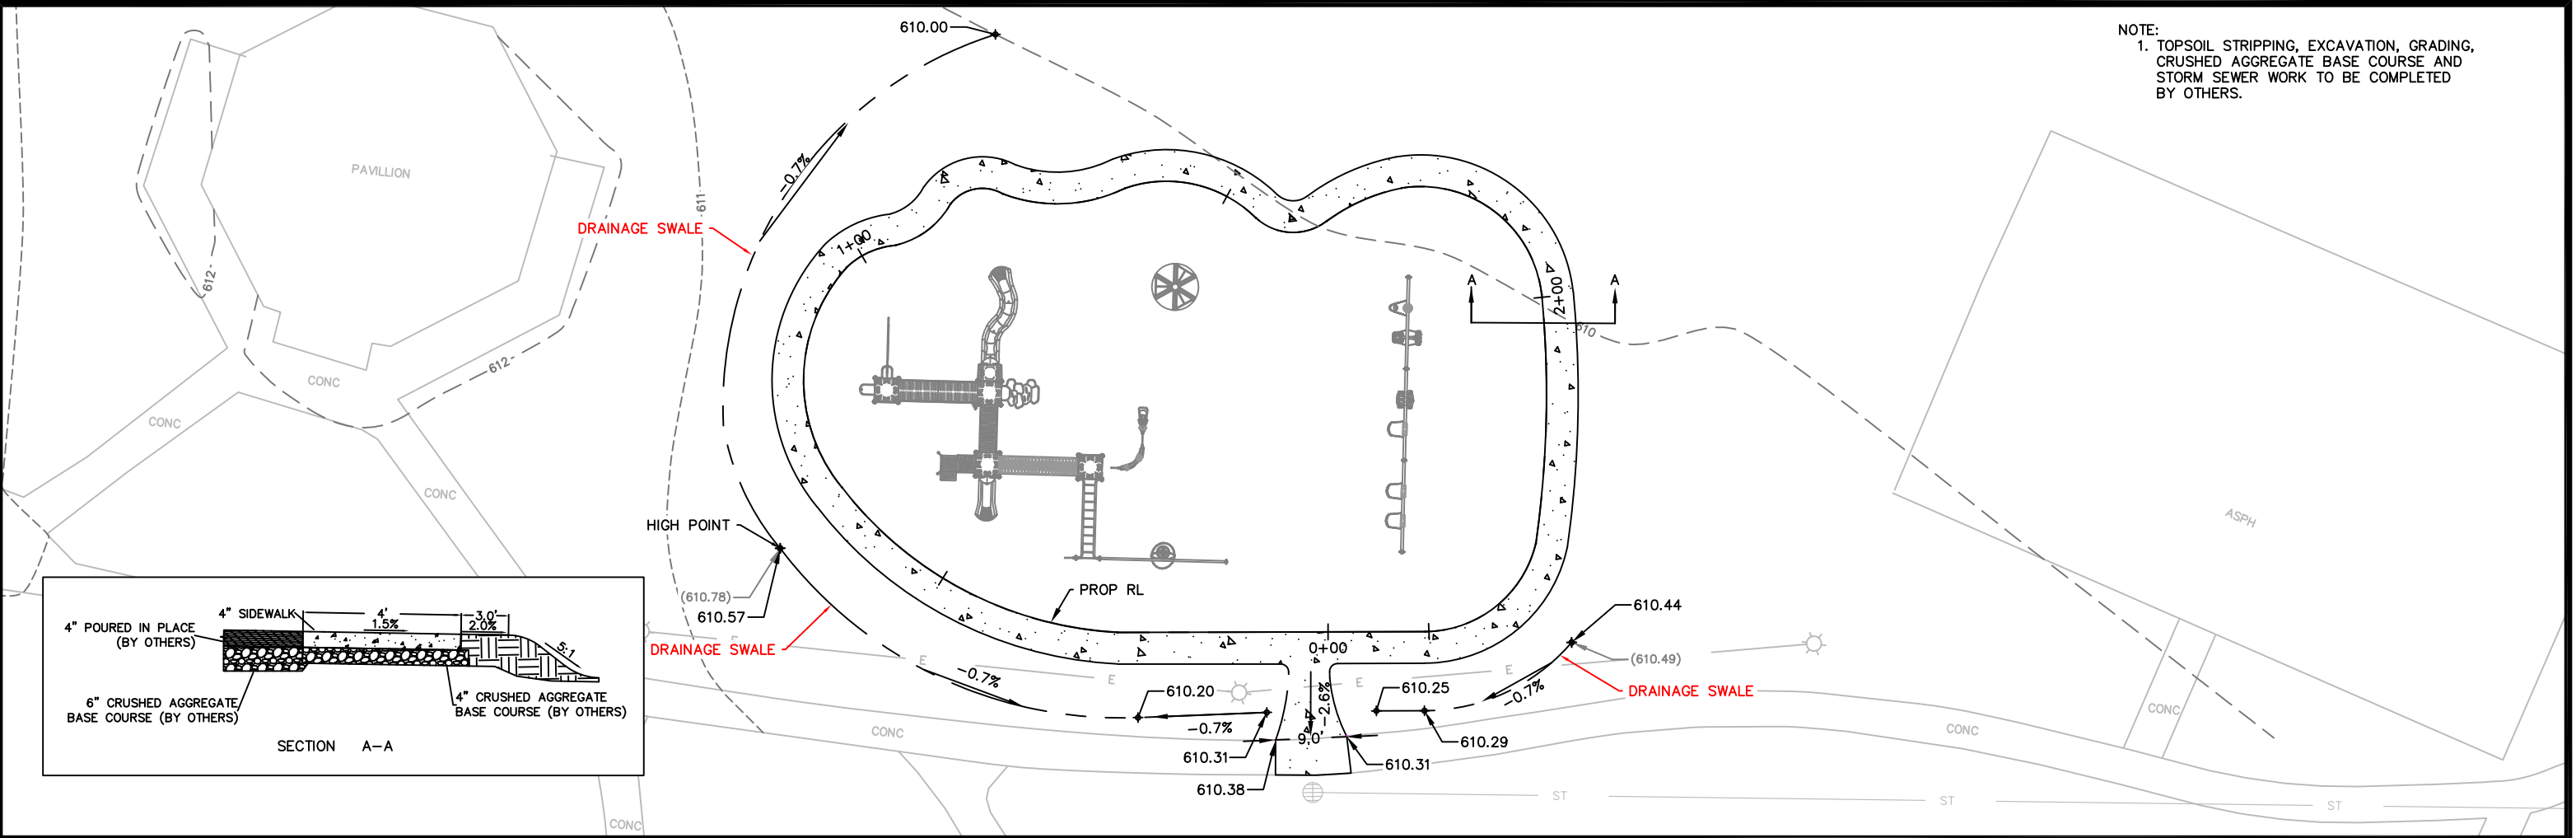 610.00
NOTE:
1. TOPSOIL STRIPPING, EXCAVATION, GRADING,
CRUSHED AGGREGATE BASE COURSE AND
STORM SEWER WORK TO BE COMPLETED
BY OTHERS.
PAVILLION
-0.7%
611
DRAINAGE SWALE
1+00
612
A A
2+00
610
612
CONC
CONC
CONC
HIGH POINT
ASPH
(610.78)
610.57
PROP RL
610.44
E
DRAINAGE SWALE
0+00
(610.49)
E
E
E
E
-0.7%
610.20
-2.6%
610.25
-0.7%
DRAINAGE SWALE
CONC
CONC
CONC
-0.7%
9.0'
610.29
610.31
610.31
610.38
ST
ST
ST
CONC
4" SIDEWALK
4'
3.0'
1.5%
2.0%
4" POURED IN PLACE
(BY OTHERS)
5:1
6" CRUSHED AGGREGATE
BASE COURSE (BY OTHERS)
4" CRUSHED AGGREGATE
BASE COURSE (BY OTHERS)
SECTION A-A